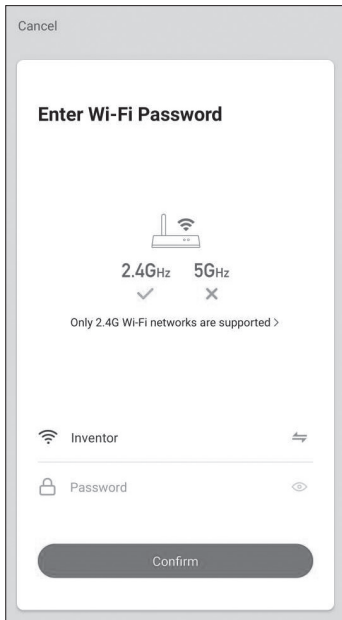 Cancel
Enter Wi-Fi Password
2.4GHz 5GHz
Only 2.4G Wi-Fi networks are supported >
Inventor
Password
Confirm